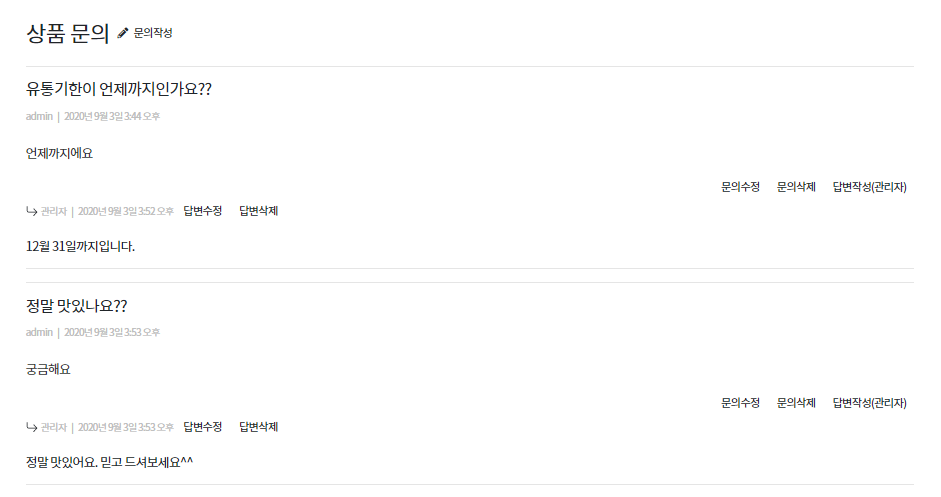 상품 문의 문의작성
유통기한이 언제까지인가요??
admin | 2020년 9월 3일 3:44 오후
언제까지에요
문의수정 문의삭제 답변작성(관리자)
관리자 | 2020년 9월 3일 3:52 오후 답변수정 답변삭제
12월 31일까지입니다.
정말 맛있나요??
admin | 2020년 9월 3일 3:53 오후
궁금해요
문의수정 문의삭제 답변작성(관리자)
관리자 | 2020년 9월 3일 3:53 오후 답변수정 답변삭제
정말 맛있어요. 믿고 드셔보세요^^